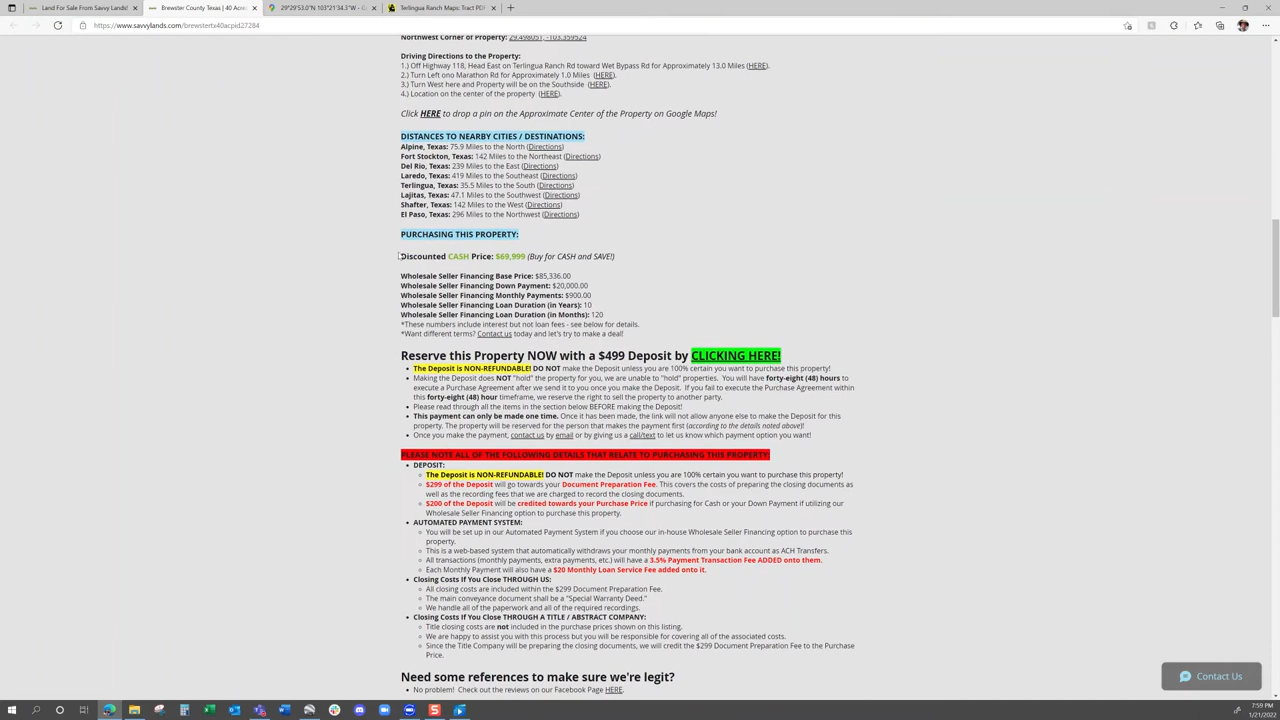 Land For Sale From Savvy Lands!
Brewster County Texas | 40 Acre
29°29'53.0"N 103°21'34.3"W - Go
Terlingua Ranch Maps: Tract PDF
https://www.savvylands.com/brewstertx40acpid27284
Northwest Corner of Property: 29.498051, -103.359524
Driving Directions to the Property:
1.) Off Highway 118, Head East on Terlingua Ranch Rd toward Wet Bypass Rd for Approximately 13.0 Miles (HERE).
2.) Turn Left ono Marathon Rd for Approximately 1.0 Miles (HERE).
3.) Turn West here and Property will be on the Southside (HERE).
4.) Location on the center of the property (HERE).
Click HERE to drop a pin on the Approximate Center of the Property on Google Maps!
DISTANCES TO NEARBY CITIES / DESTINATIONS:
Alpine, Texas: 75.9 Miles to the North (Directions)
Fort Stockton, Texas: 142 Miles to the Northeast (Directions)
Del Rio, Texas: 239 Miles to the East (Directions)
Laredo, Texas: 419 Miles to the Southeast (Directions)
Terlingua, Texas: 35.5 Miles to the South (Directions)
Lajitas, Texas: 47.1 Miles to the Southwest (Directions)
Shafter, Texas: 142 Miles to the West (Directions)
El Paso, Texas: 296 Miles to the Northwest (Directions)
PURCHASING THIS PROPERTY:
Discounted CASH Price: $69,999 (Buy for CASH and SAVE!)
Wholesale Seller Financing Base Price: $85,336.00
Wholesale Seller Financing Down Payment: $20,000.00
Wholesale Seller Financing Monthly Payments: $900.00
Wholesale Seller Financing Loan Duration (in Years): 10
Wholesale Seller Financing Loan Duration (in Months): 120
*These numbers include interest but not loan fees - see below for details.
*Want different terms? Contact us today and let's try to make a deal!
Reserve this Property NOW with a $499 Deposit by CLICKING HERE!
• The Deposit is NON-REFUNDABLE! DO NOT make the Deposit unless you are 100% certain you want to purchase this property!
• Making the Deposit does NOT "hold" the property for you, we are unable to "hold" properties. You will have forty-eight (48) hours to
execute a Purchase Agreement after we send it to you once you make the Deposit. If you fail to execute the Purchase Agreement within
this forty-eight (48) hour timeframe, we reserve the right to sell the property to another party.
• Please read through all the items in the section below BEFORE making the Deposit!
• This payment can only be made one time. Once it has been made, the link will not allow anyone else to make the Deposit for this
property. The property will be reserved for the person that makes the payment first (according to the details noted above)!
• Once you make the payment, contact us by email or by giving us a call/text to let us know which payment option you want!
PLEASE NOTE ALL OF THE FOLLOWING DETAILS THAT RELATE TO PURCHASING THIS PROPERTY:
• DEPOSIT:
○ The Deposit is NON-REFUNDABLE! DO NOT make the Deposit unless you are 100% certain you want to purchase this property!
○ $299 of the Deposit will go towards your Document Preparation Fee. This covers the costs of preparing the closing documents as
well as the recording fees that we are charged to record the closing documents.
○ $200 of the Deposit will be credited towards your Purchase Price if purchasing for Cash or your Down Payment if utilizing our
Wholesale Seller Financing option to purchase this property.
• AUTOMATED PAYMENT SYSTEM:
○ You will be set up in our Automated Payment System if you choose our in-house Wholesale Seller Financing option to purchase this
property.
○ This is a web-based system that automatically withdraws your monthly payments from your bank account as ACH Transfers.
○ All transactions (monthly payments, extra payments, etc.) will have a 3.5% Payment Transaction Fee ADDED onto them.
○ Each Monthly Payment will also have a $20 Monthly Loan Service Fee added onto it.
• Closing Costs If You Close THROUGH US:
○ All closing costs are included within the $299 Document Preparation Fee.
○ The main conveyance document shall be a "Special Warranty Deed."
○ We handle all of the paperwork and all of the required recordings.
• Closing Costs If You Close THROUGH A TITLE / ABSTRACT COMPANY:
○ Title closing costs are not included in the purchase prices shown on this listing.
○ We are happy to assist you with this process but you will be responsible for covering all of the associated costs.
○ Since the Title Company will be preparing the closing documents, we will credit the $299 Document Preparation Fee to the Purchase
Price.
Need some references to make sure we're legit?
• No problem! Check out the reviews on our Facebook Page HERE.
Contact Us
7:59 PM
1/21/2022